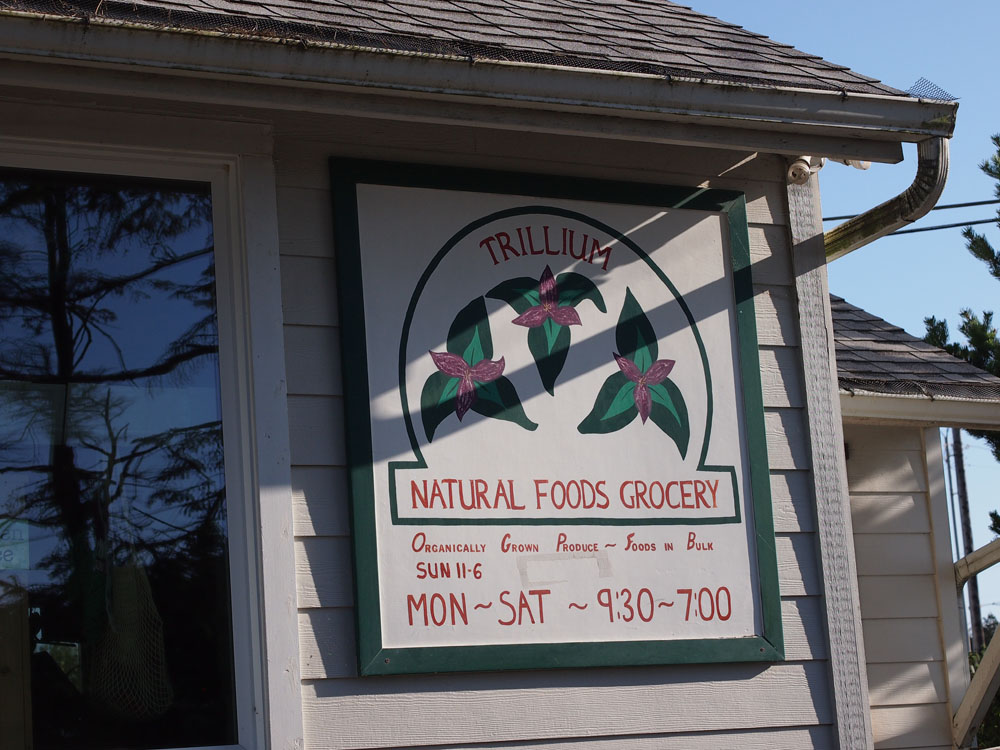 TRILLIUM
NATURAL FOODS GROCERY
ORGANICALLY GROWN PRODUCE ~ FOODS IN BULK
SUN 11-6
MON ~ SAT ~ 9:30 ~ 7:00